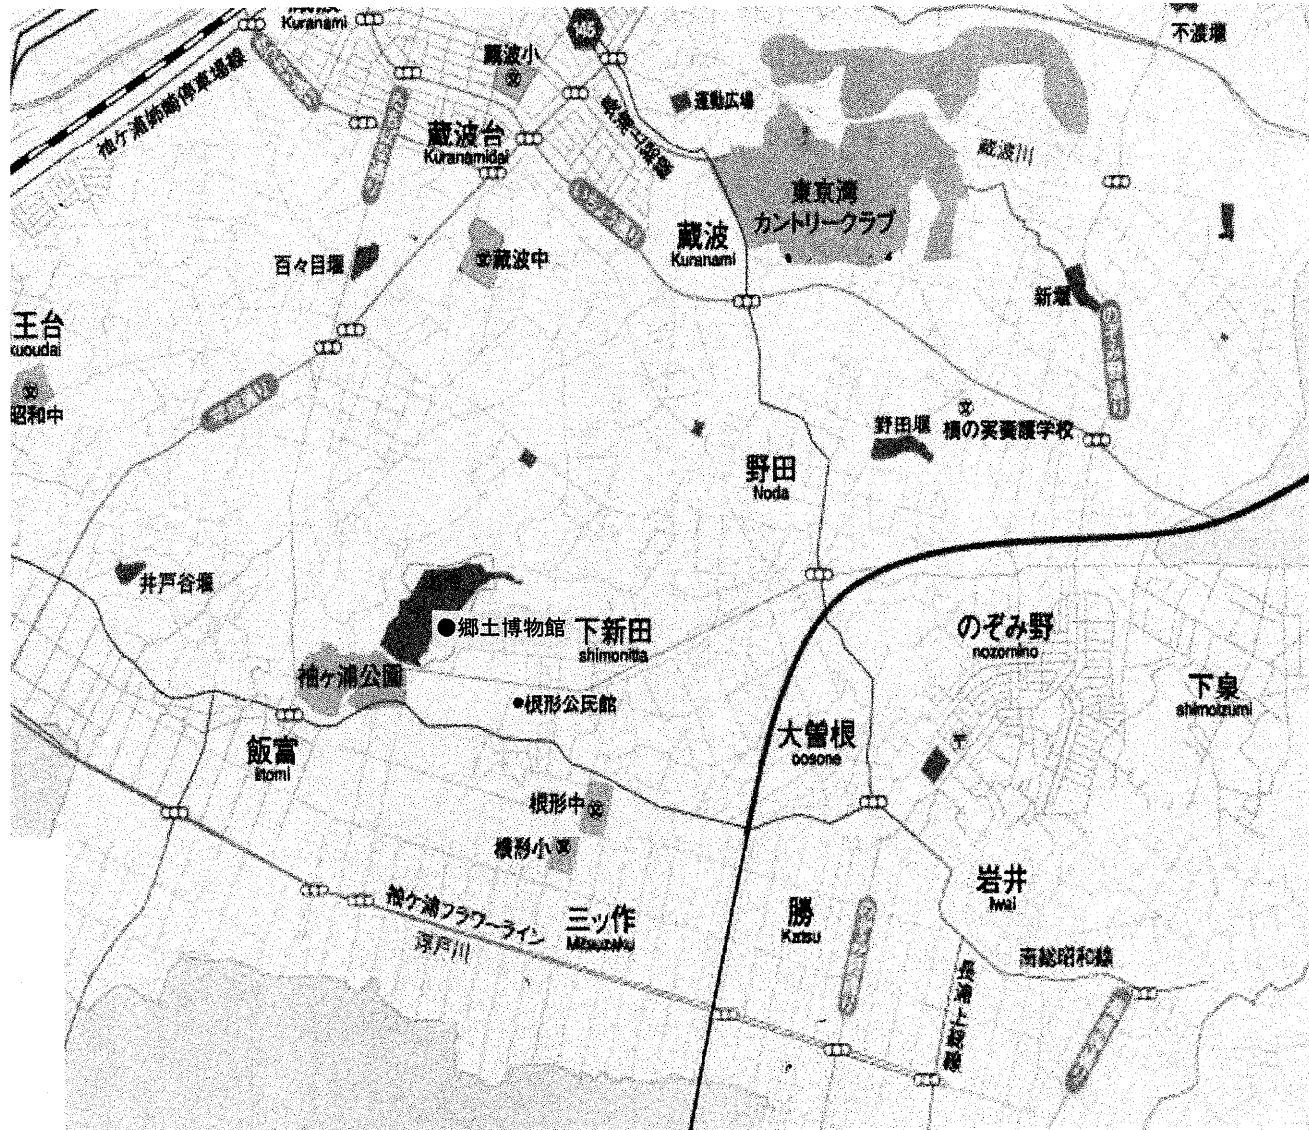 Kuranami
蔵波小
不渡堰
運動広場
袖ケ浦姉崎停車場線
蔵波台
Kuranamidai
蔵波川
東京湾
カントリークラブ
蔵波
Kuranami
百々目堰
蔵波中
新堰
王台
kuoudai
昭和中
野田堰
槇の実養護学校
野田
Noda
井戸谷堰
●郷土博物館
下新田
shimonitta
のぞみ野
nozomino
袖ヶ浦公園
下泉
shimoizumi
●根形公民館
飯富
Iitomi
大曽根
oosone
〒
根形中
根形小
岩井
Iwai
袖ケ浦フラワーライン
浮戸川
三ッ作
Mitsuzaku
勝
Katsu
南総昭和線
長浦上総線